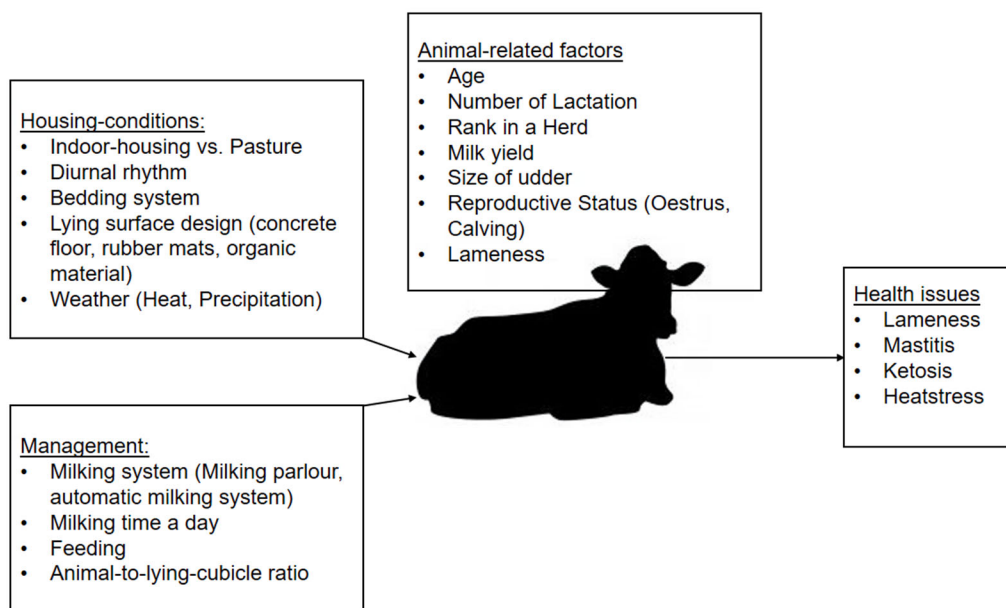 Animal-related factors
• Age
• Number of Lactation
• Rank in a Herd
• Milk yield
• Size of udder
• Reproductive Status (Oestrus,
Calving)
• Lameness
Housing-conditions:
• Indoor-housing vs. Pasture
• Diurnal rhythm
• Bedding system
• Lying surface design (concrete
floor, rubber mats, organic
material)
• Weather (Heat, Precipitation)
Health issues
• Lameness
• Mastitis
• Ketosis
• Heatstress
Management:
• Milking system (Milking parlour,
automatic milking system)
• Milking time a day
• Feeding
• Animal-to-lying-cubicle ratio